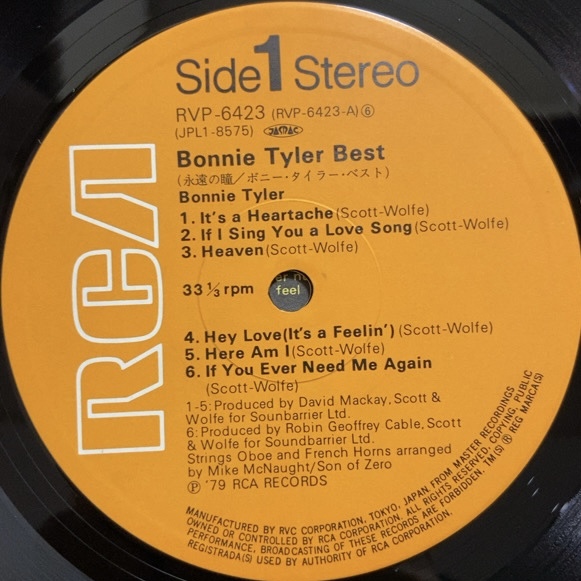 Side 1 Stereo
RVP-6423 (RVP-6423-A)⑥
(JPL1-8575) JASRAC
Bonnie Tyler Best
(永遠の瞳/ボニー・タイラー・ベスト)
Bonnie Tyler
1. It's a Heartache (Scott-Wolfe)
2. If I Sing You a Love Song (Scott-Wolfe)
3. Heaven (Scott-Wolfe)
33 ⅓ rpm
feel
4. Hey Love (It's a Feelin') (Scott-Wolfe)
5. Here Am I (Scott-Wolfe)
6. If You Ever Need Me Again
(Scott-Wolfe)
1-5: Produced by David Mackay, Scott &
Wolfe for Sounbarrier Ltd.
6: Produced by Robin Geoffrey Cable, Scott
& Wolfe for Soundbarrier Ltd.
Strings Oboe and French Horns arranged
by Mike McNaught/Son of Zero
Ⓟ '79 RCA RECORDS
RCA
MANUFACTURED BY RVC CORPORATION, TOKYO, JAPAN, FROM MASTER RECORDINGS
OWNED OR CONTROLLED BY RCA CORPORATION. ALL RIGHTS RESERVED. COPYING, PUBLIC
PERFORMANCE, BROADCASTING OF THESE RECORDS ARE FORBIDDEN. TM(S) ® REG MARCA(S)
REGISTRADA(S) USED BY AUTHORITY OF RCA CORPORATION.